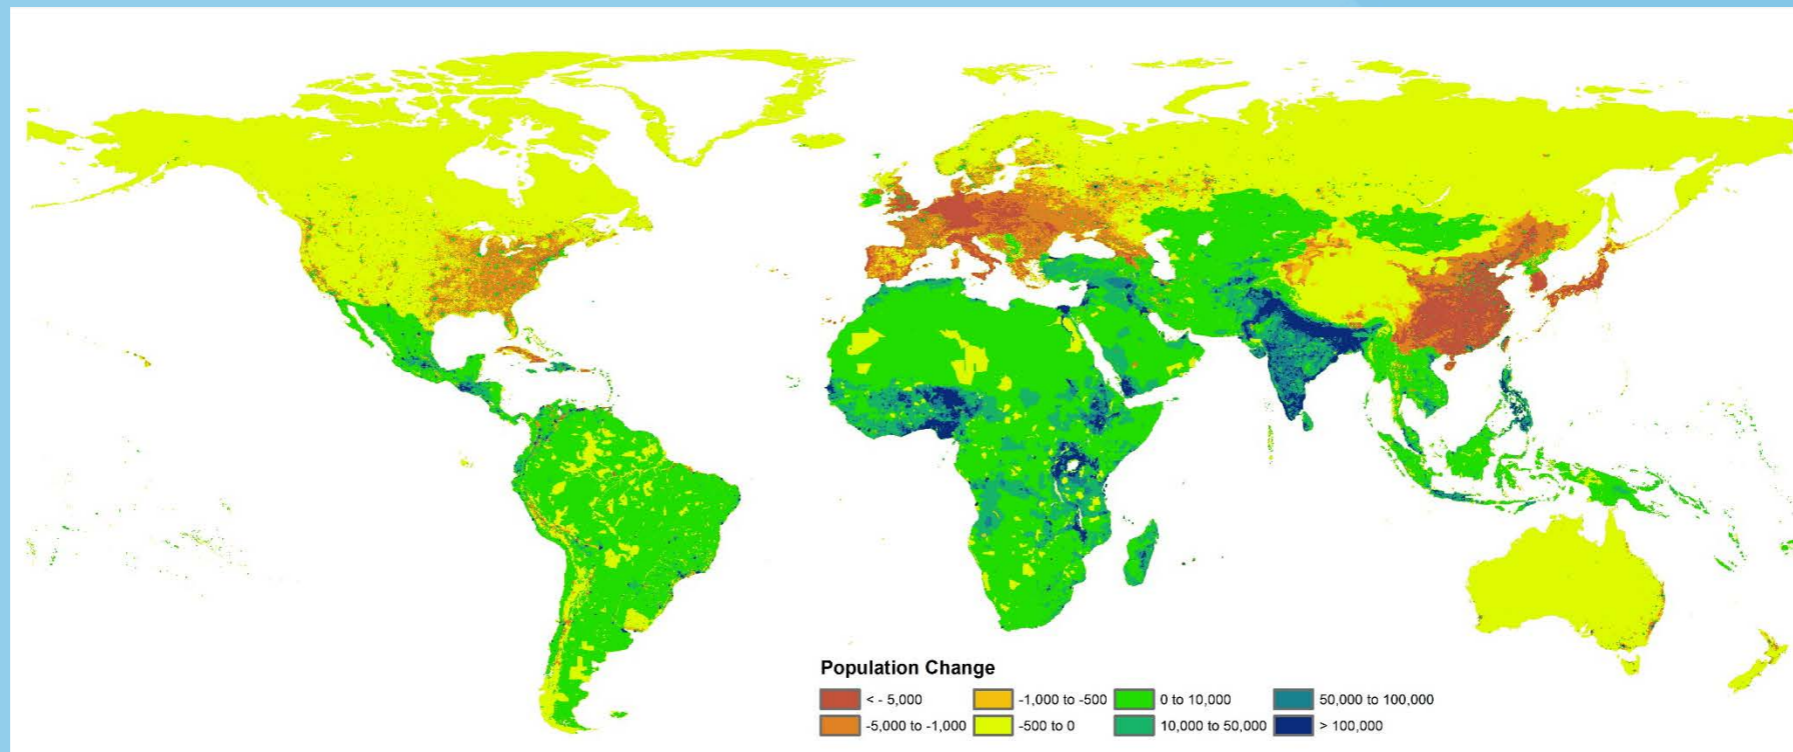 Population Change
< - 5,000
-1,000 to -500
0 to 10,000
50,000 to 100,000
-5,000 to -1,000
-500 to 0
10,000 to 50,000
> 100,000